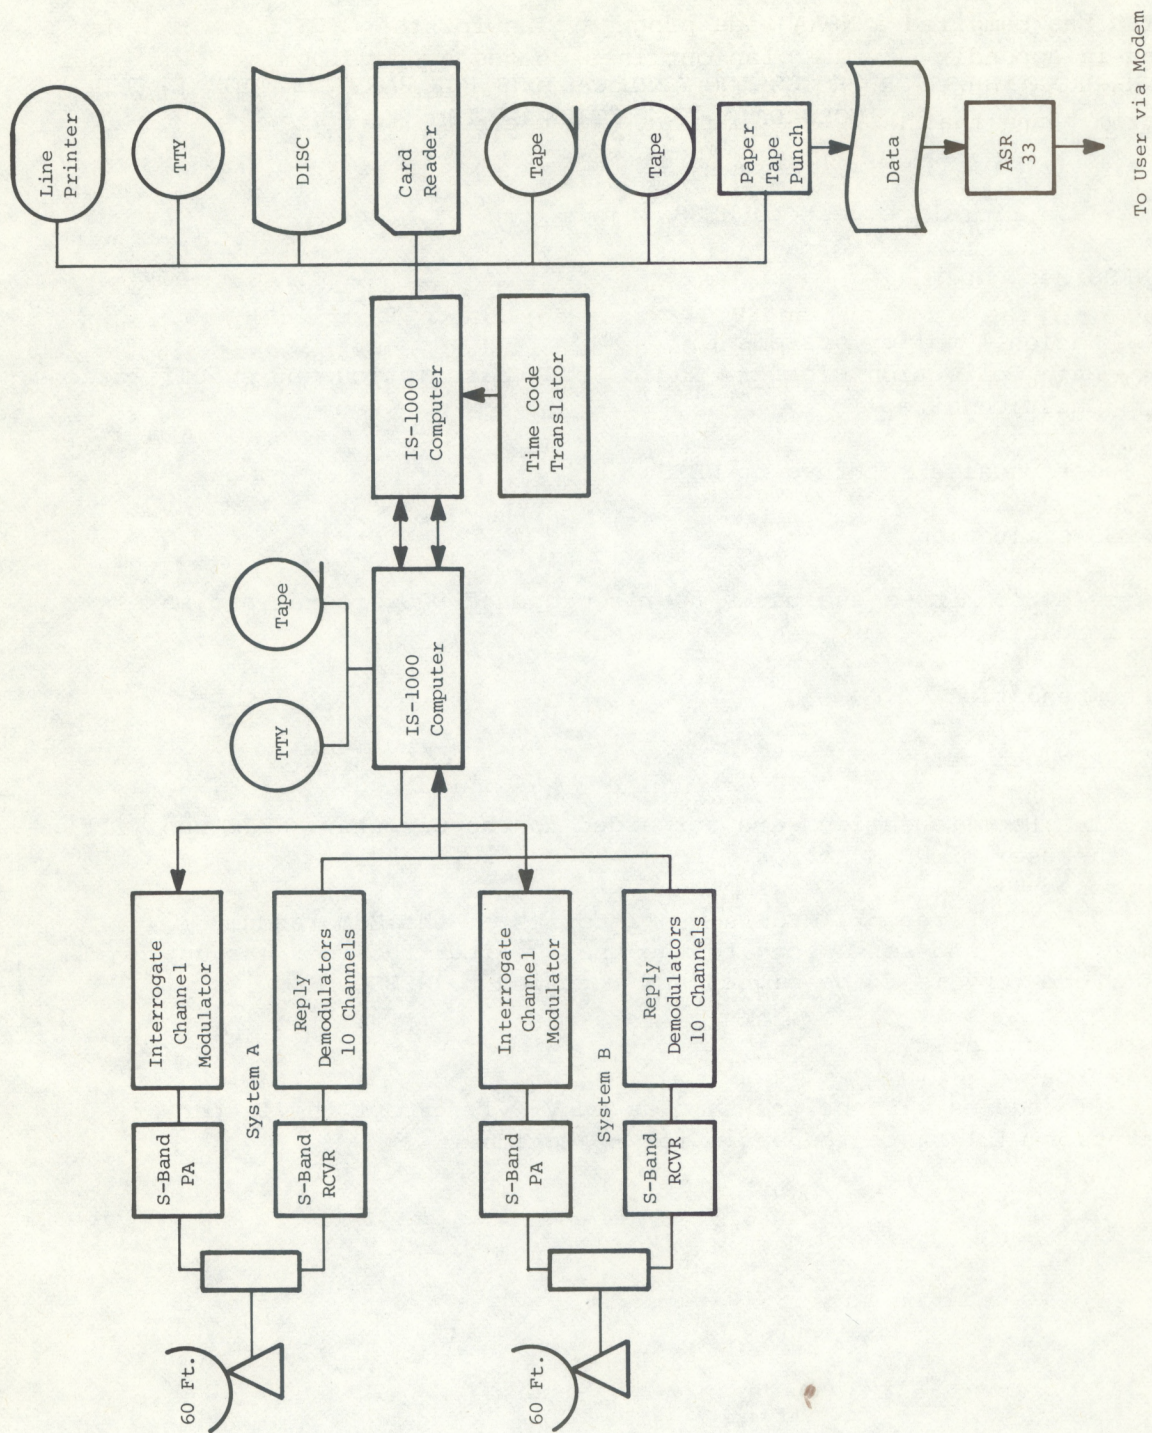 60 Ft.
S-Band
PA
Interrogate
Channel
Modulator
System A
S-Band
RCVR
Reply
Demodulators
10 Channels
60 Ft.
S-Band
PA
Interrogate
Channel
Modulator
System B
S-Band
RCVR
Reply
Demodulators
10 Channels
TTY
Tape
IS-1000
Computer
IS-1000
Computer
Time Code
Translator
Line
Printer
TTY
DISC
Card
Reader
Tape
Tape
Paper
Tape
Punch
Data
ASR
33
To User via Modem